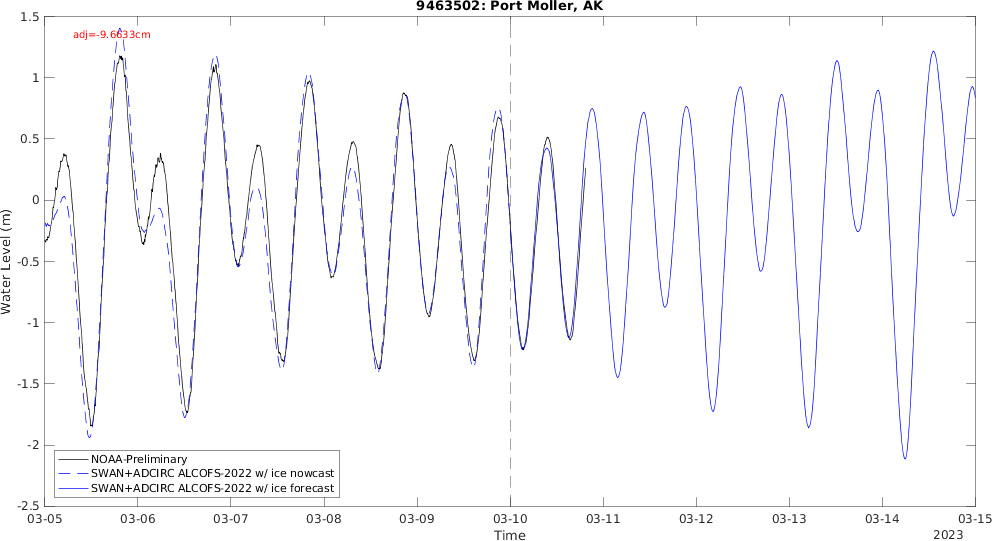 9463502: Port Moller, AK
adj=-9.6633cm
Water Level (m)
1.5
1
0.5
0
-0.5
-1
-1.5
-2
-2.5
NOAA-Preliminary
SWAN+ADCIRC ALCOFS-2022 w/ ice nowcast
SWAN+ADCIRC ALCOFS-2022 w/ ice forecast
03-05 03-06 03-07 03-08 03-09 03-10 03-11 03-12 03-13 03-14 03-15
Time
2023